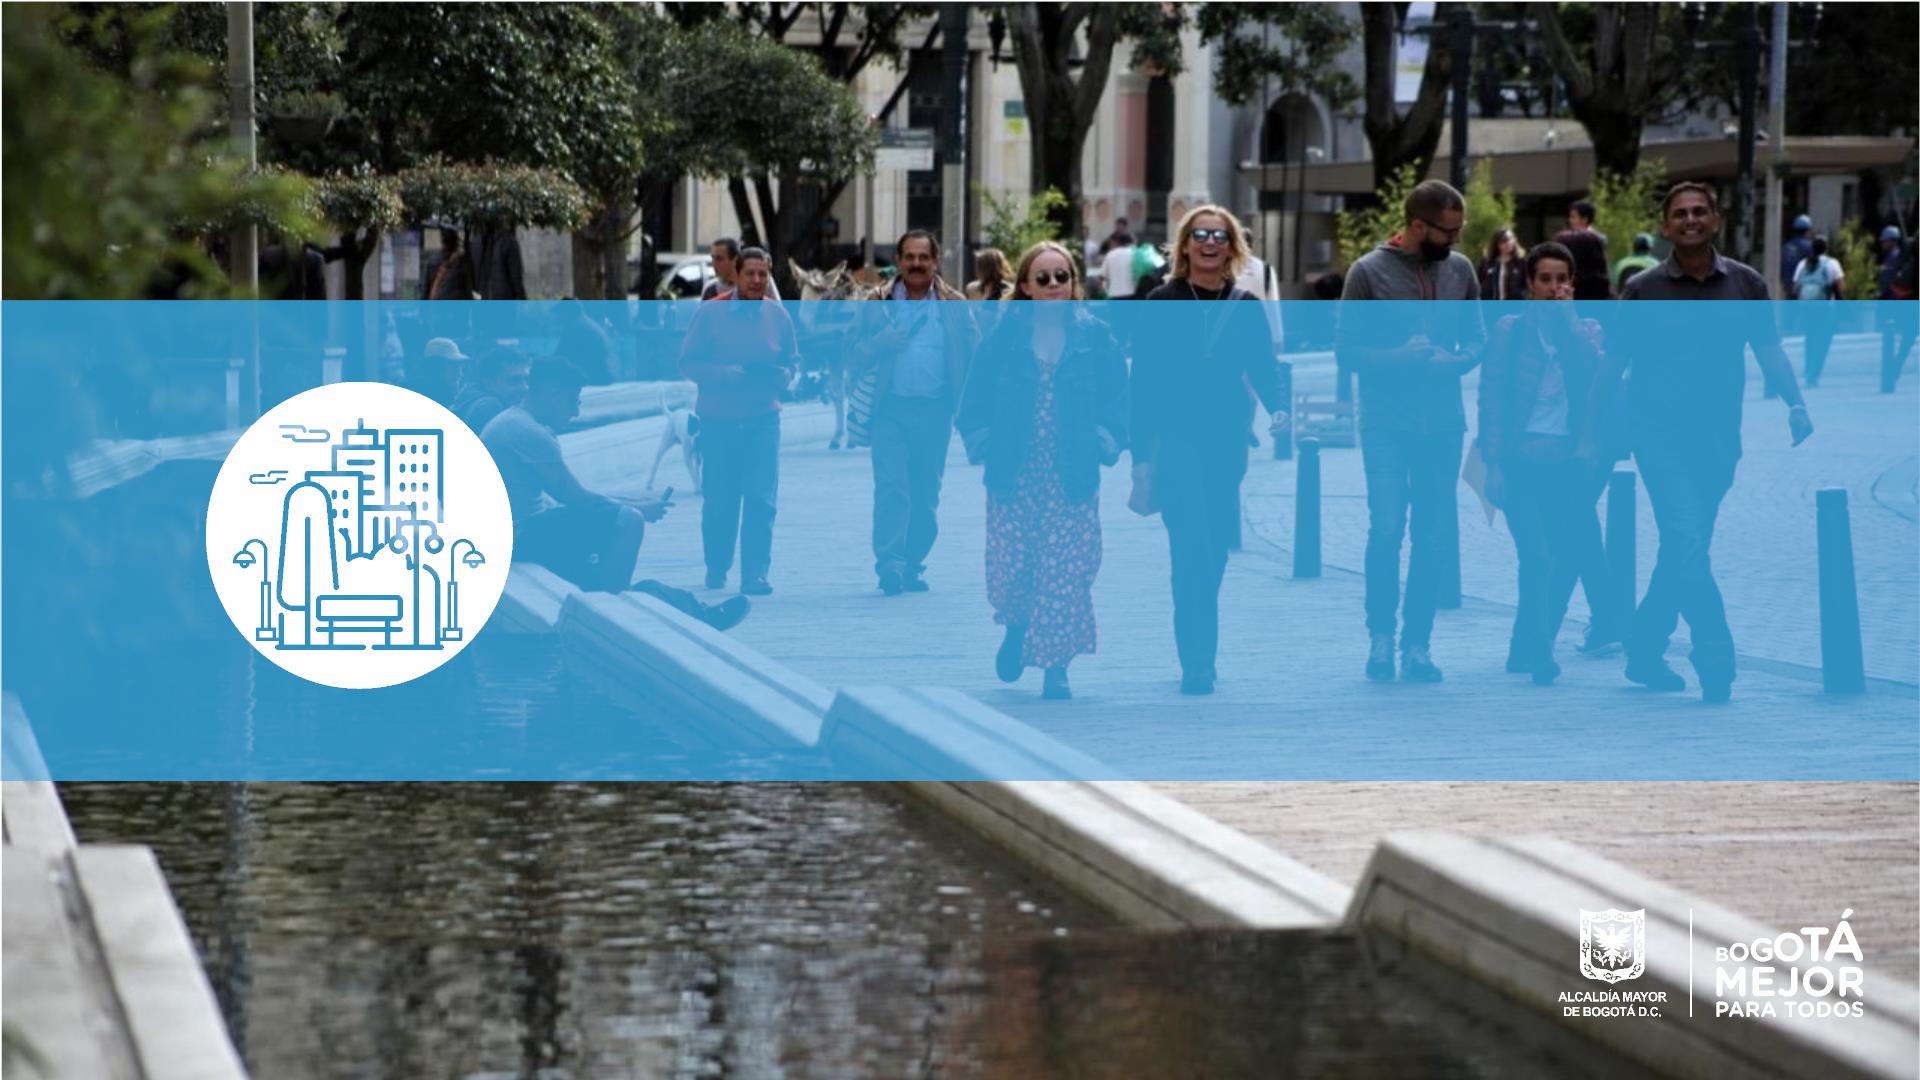 ALCALDÍA MAYOR
DE BOGOTÁ D.C.
BOGOTÁ
MEJOR
PARA TODOS